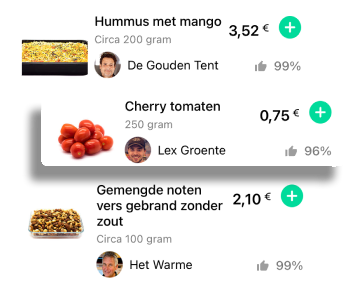 Hummus met mango
3,52 €
Circa 200 gram
De Gouden Tent
99%
Cherry tomaten
0,75 €
250 gram
Lex Groente
96%
Gemengde noten
vers gebrand zonder
zout
2,10 €
Circa 100 gram
Het Warme
99%